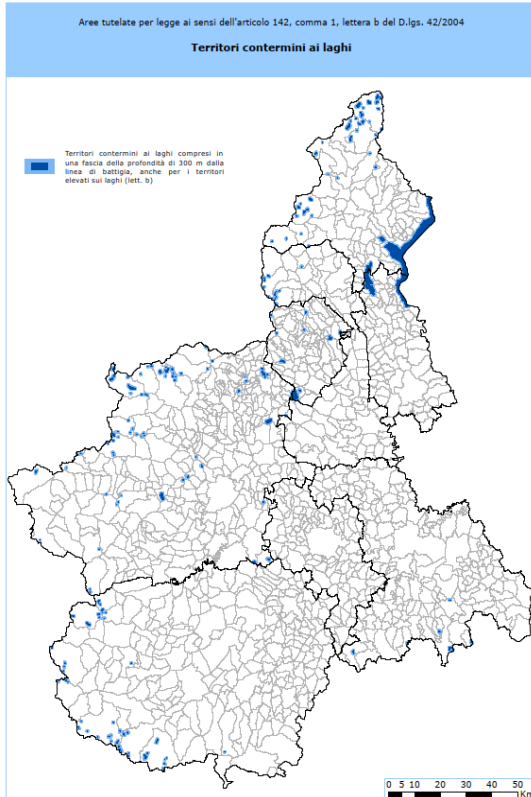 Aree tutelate per legge ai sensi dell'articolo 142, comma 1, lettera b del D.lgs. 42/2004
Territori contermini ai laghi
Territori contermini ai laghi compresi in
una fascia della profondità di 300 m dalla
linea di battigia, anche per i territori
elevati sui laghi (lett. b)
0 5 10 20 30 40 50
Km